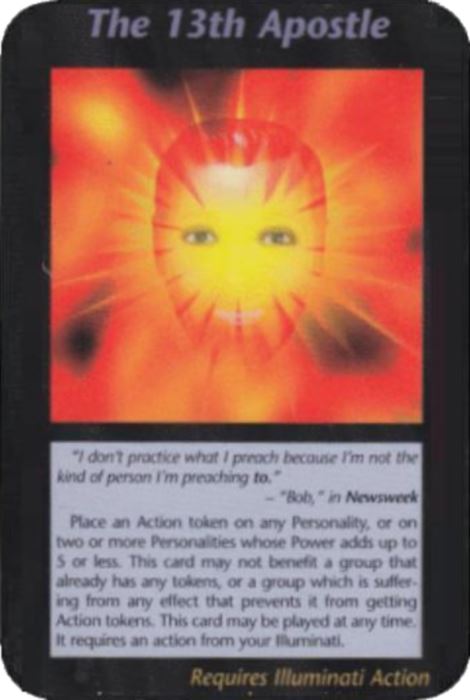 The 13th Apostle
"I don't practice what I preach because I'm not the
kind of person I'm preaching to."
– "Bob," in Newsweek
Place an Action token on any Personality, or on
two or more Personalities whose Power adds up to
5 or less. This card may not benefit a group that
already has any tokens, or a group which is suffer-
ing from any effect that prevents it from getting
Action tokens. This card may be played at any time.
It requires an action from your Illuminati.
Requires Illuminati Action